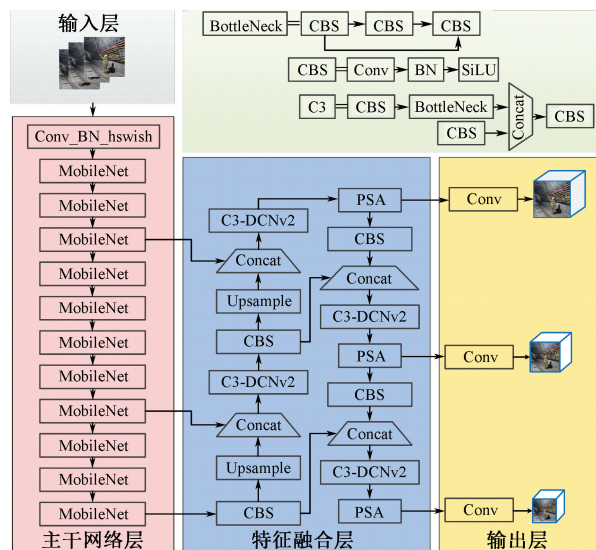 输入层
BottleNeck CBS CBS CBS
CBS Conv BN SiLU
C3 CBS BottleNeck Concat CBS
CBS
Conv_BN_hswish
MobileNet
MobileNet
MobileNet
MobileNet
MobileNet
MobileNet
MobileNet
MobileNet
MobileNet
MobileNet
MobileNet
主干网络层
C3-DCNv2
Concat
Upsample
CBS
C3-DCNv2
Concat
Upsample
CBS
PSA
CBS
Concat
C3-DCNv2
PSA
CBS
Concat
C3-DCNv2
PSA
特征融合层
Conv
Conv
Conv
输出层